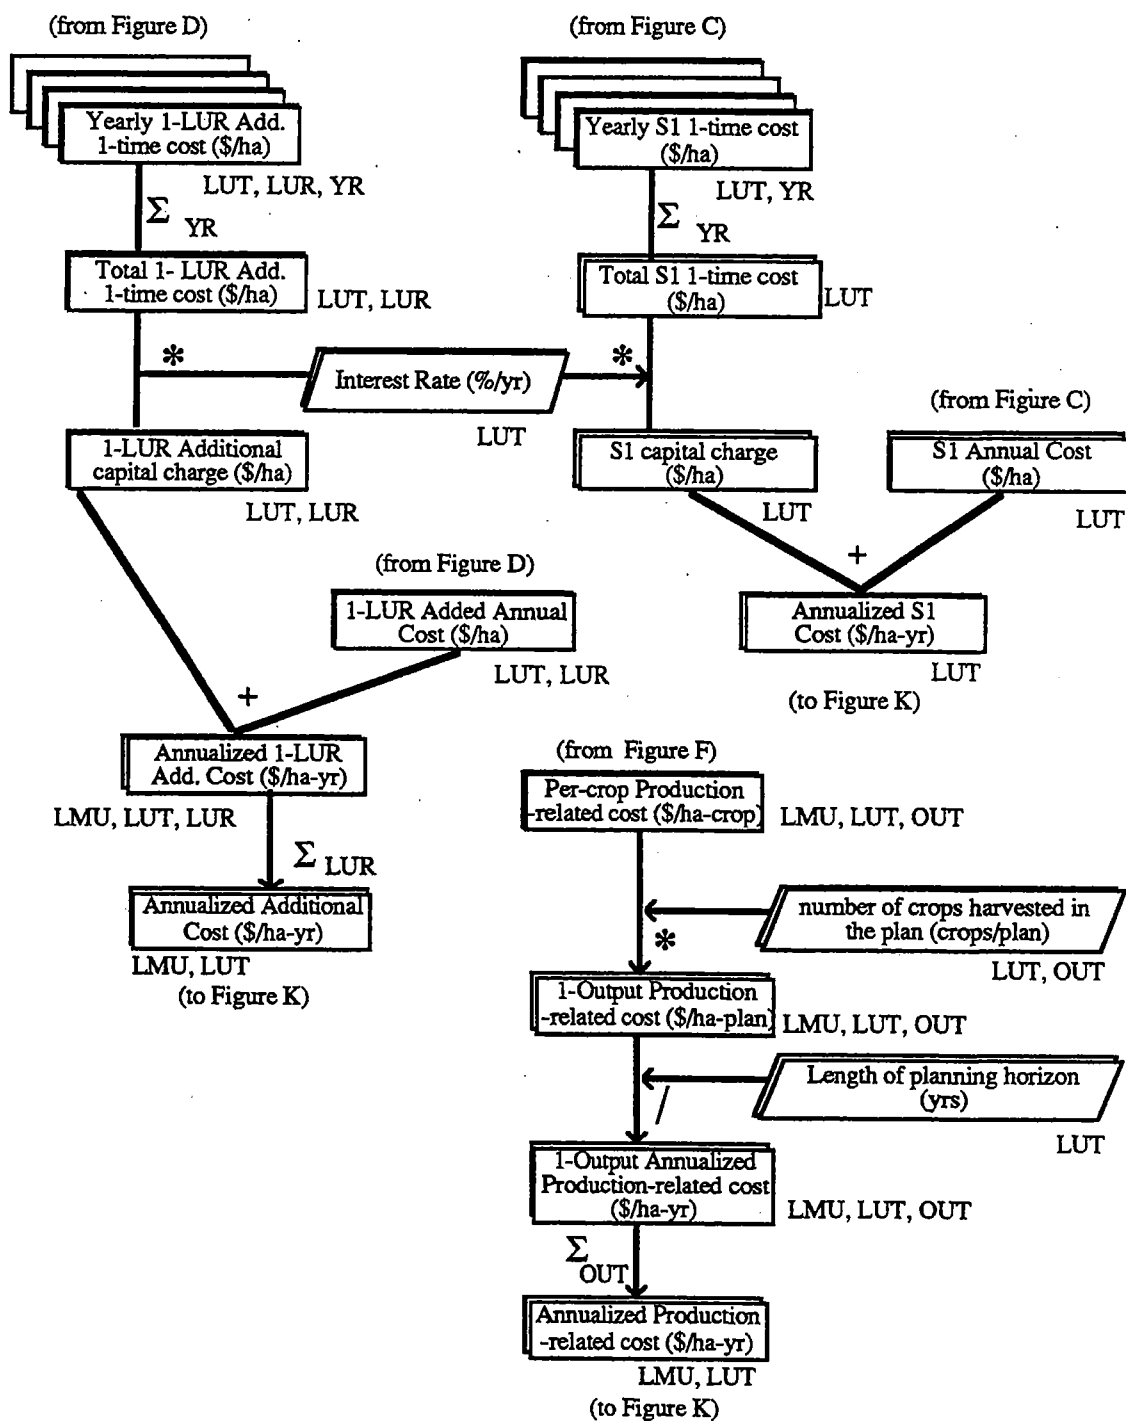 (from Figure D)
Yearly 1-LUR Add.
1-time cost ($/ha)
LUT, LUR, YR
Σ YR
Total 1- LUR Add.
1-time cost ($/ha)
LUT, LUR
*
(from Figure C)
Yearly S1 1-time cost
($/ha)
LUT, YR
Σ YR
Total S1 1-time cost
($/ha)
LUT
*
Interest Rate (%/yr)
LUT
1-LUR Additional
capital charge ($/ha)
LUT, LUR
S1 capital charge
($/ha)
LUT
(from Figure C)
S1 Annual Cost
($/ha)
LUT
+
Annualized S1
Cost ($/ha-yr)
LUT
(to Figure K)
(from Figure D)
1-LUR Added Annual
Cost ($/ha)
LUT, LUR
+
Annualized 1-LUR
Add. Cost ($/ha-yr)
LMU, LUT, LUR
Σ LUR
Annualized Additional
Cost ($/ha-yr)
LMU, LUT
(to Figure K)
(from Figure F)
Per-crop Production
-related cost ($/ha-crop)
LMU, LUT, OUT
number of crops harvested in
the plan (crops/plan)
LUT, OUT
*
1-Output Production
-related cost ($/ha-plan)
LMU, LUT, OUT
Length of planning horizon
(yrs)
LUT
/
1-Output Annualized
Production-related cost
($/ha-yr)
LMU, LUT, OUT
Σ OUT
Annualized Production
-related cost ($/ha-yr)
LMU, LUT
(to Figure K)